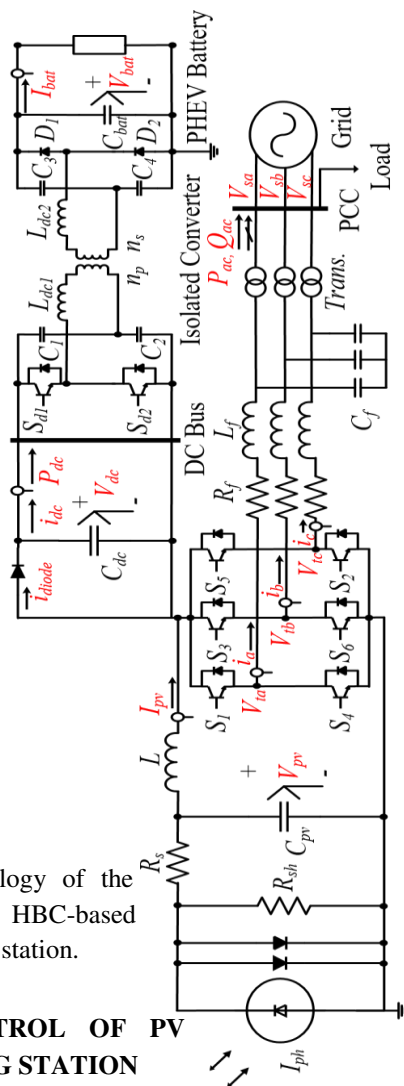 I_ph
R_sh
R_s
C_pv
+
V_pv
-
L
I_pv
S_1
S_3
S_5
S_4
S_6
S_2
V_ta
V_tb
V_tc
i_a
i_b
i_c
R_f
L_f
C_f
Trans.
P_ac, Q_ac
V_sa
V_sb
V_sc
PCC
Grid
Load
i_diode
C_dc
+
V_dc
-
i_dc
P_dc
DC Bus
S_d1
S_d2
C_1
C_2
L_dc1
n_p
n_s
L_dc2
Isolated Converter
C_3
C_4
D_1
D_2
C_bat
+
V_bat
-
I_bat
PHEV Battery
logy of the
HBC-based
station.
TROL OF PV
G STATION